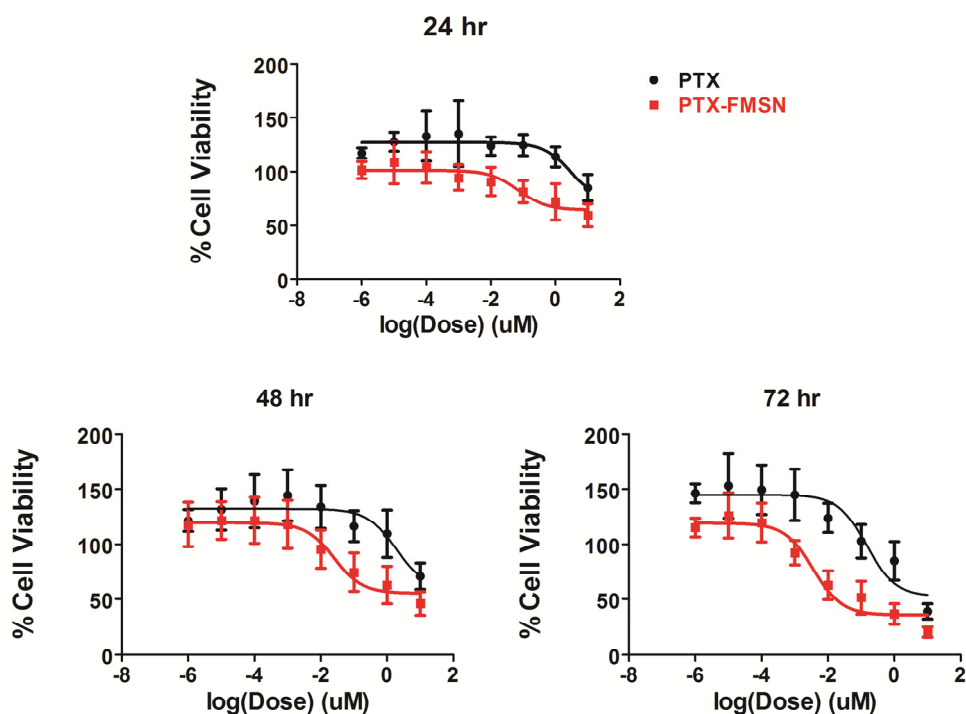 24 hr
% Cell Viability
200
150
100
50
0
-8 -6 -4 -2 0 2
log(Dose) (uM)
PTX
PTX-FMSN
48 hr
% Cell Viability
200
150
100
50
0
-8 -6 -4 -2 0 2
log(Dose) (uM)
72 hr
% Cell Viability
200
150
100
50
0
-8 -6 -4 -2 0 2
log(Dose) (uM)